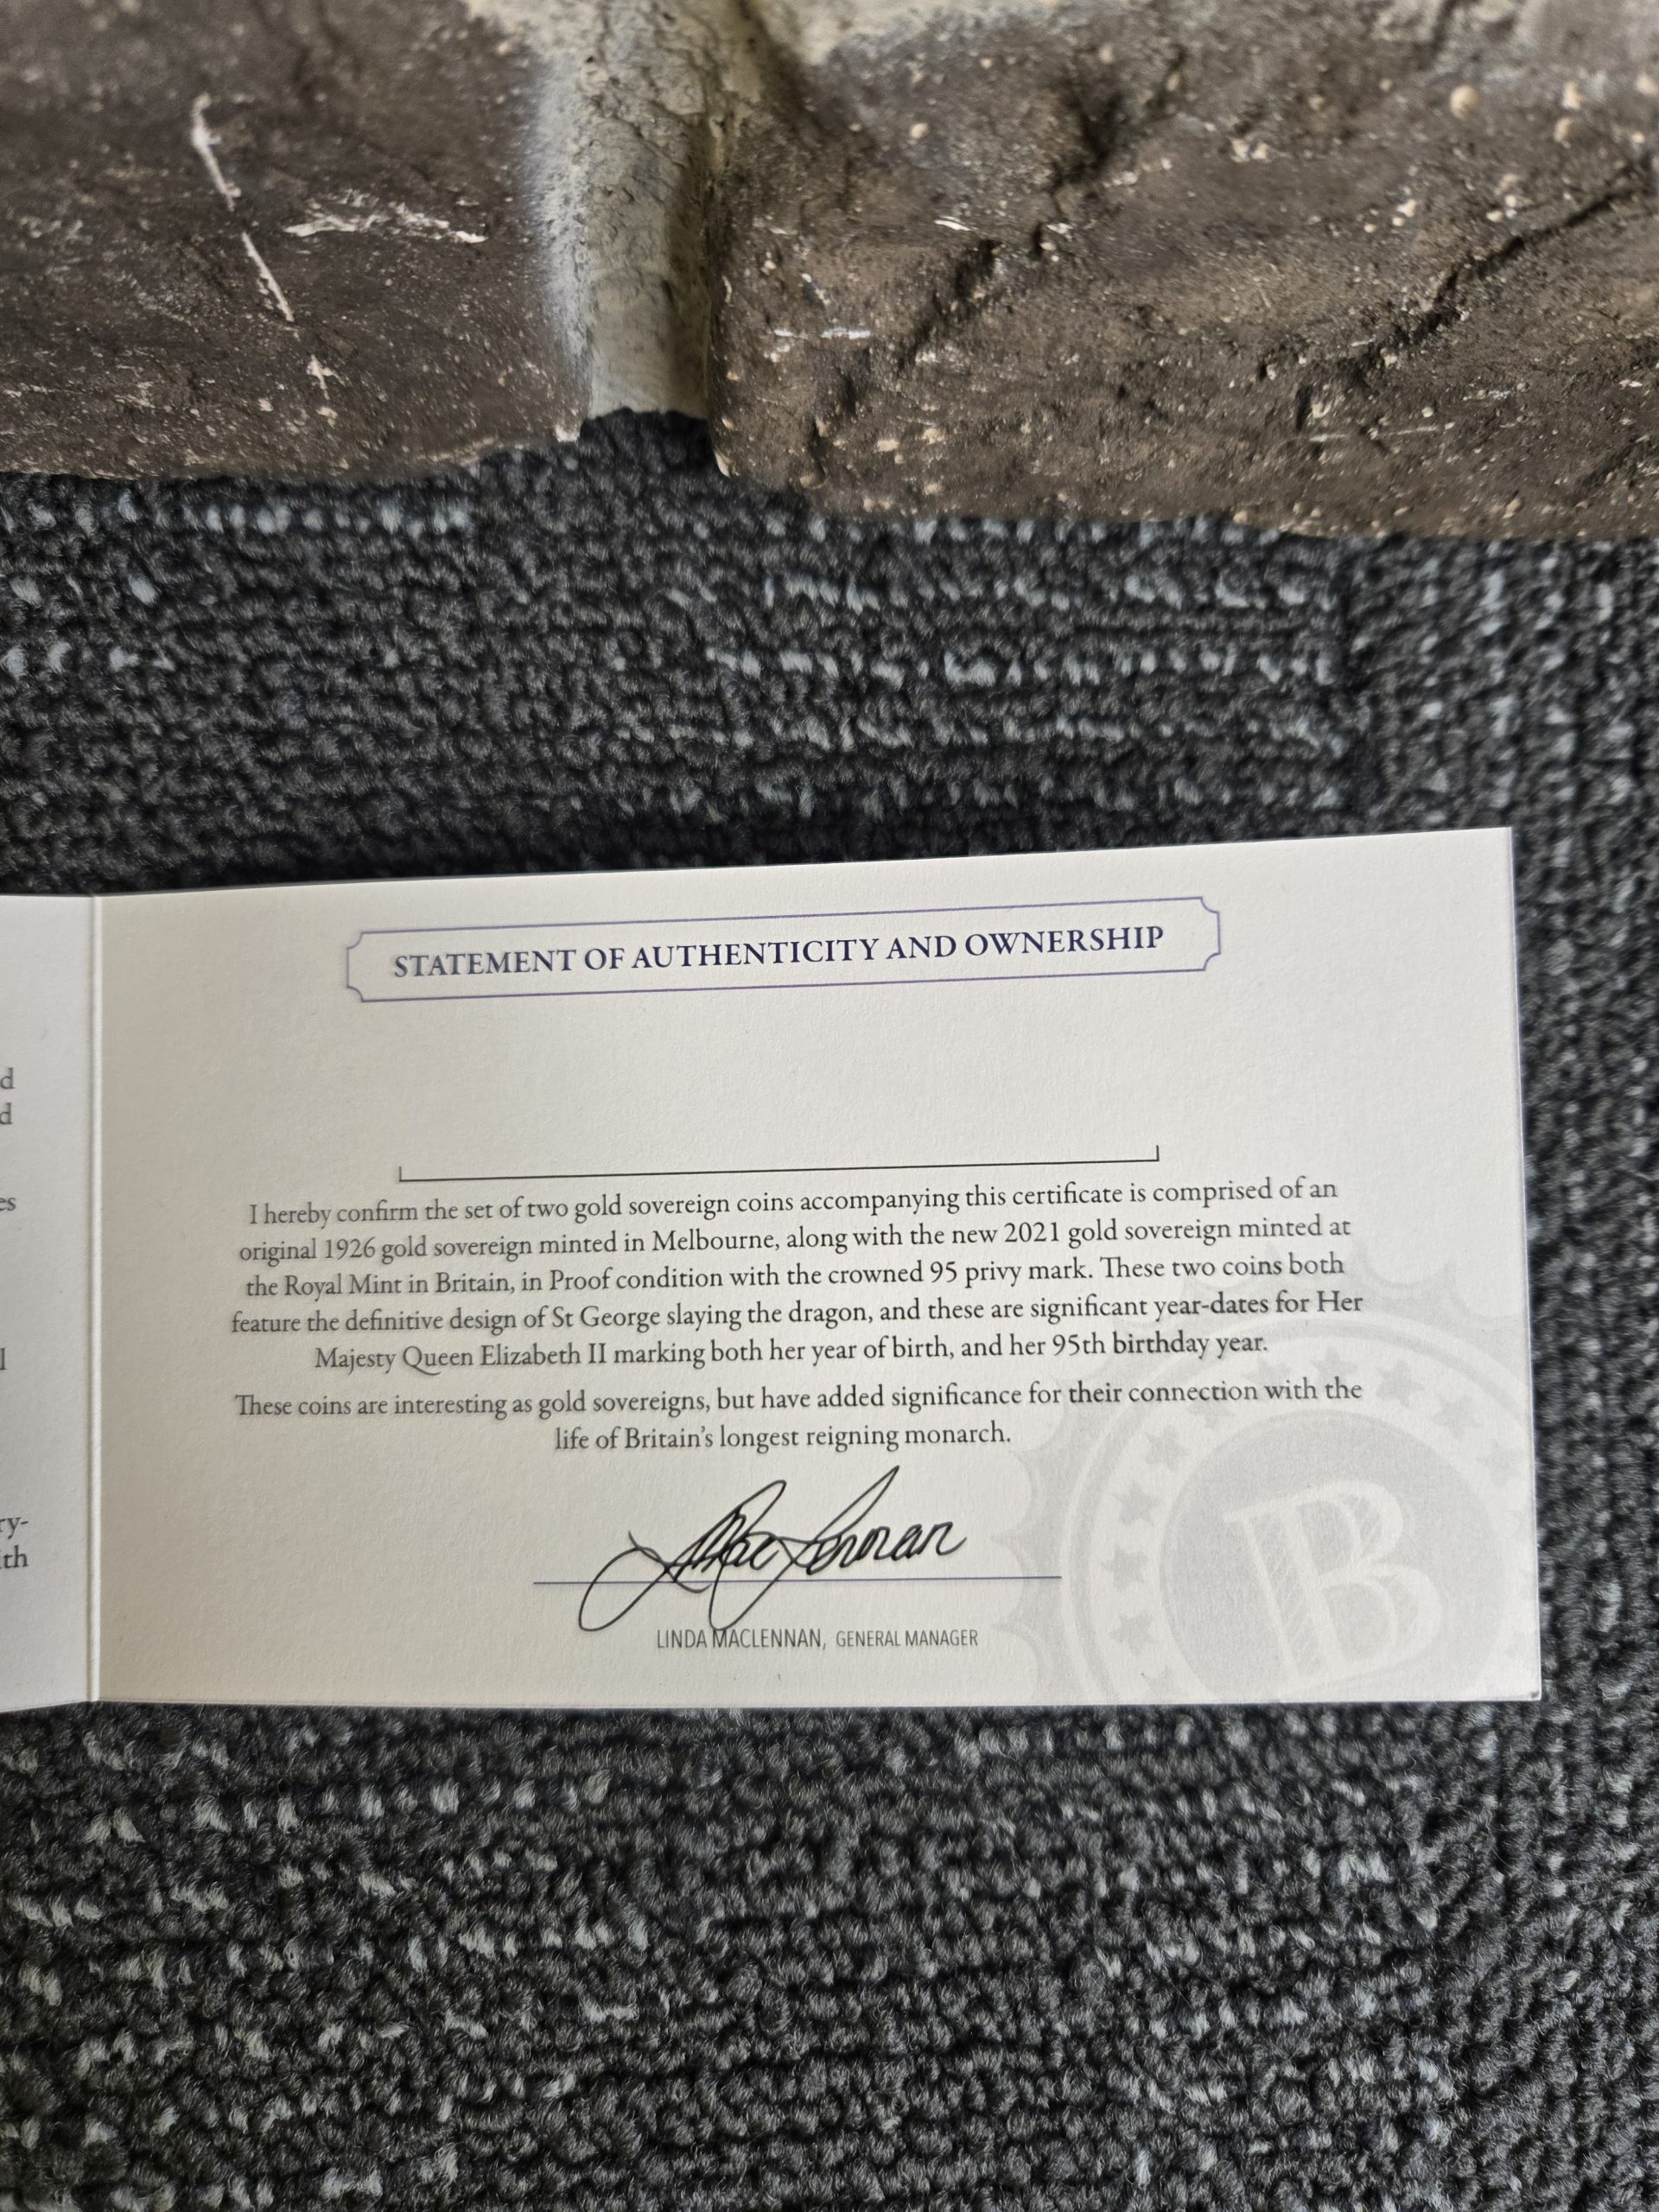 d
d
es
l
ry-
ith
STATEMENT OF AUTHENTICITY AND OWNERSHIP
I hereby confirm the set of two gold sovereign coins accompanying this certificate is comprised of an
original 1926 gold sovereign minted in Melbourne, along with the new 2021 gold sovereign minted at
the Royal Mint in Britain, in Proof condition with the crowned 95 privy mark. These two coins both
feature the definitive design of St George slaying the dragon, and these are significant year-dates for Her
Majesty Queen Elizabeth II marking both her year of birth, and her 95th birthday year.
These coins are interesting as gold sovereigns, but have added significance for their connection with the
life of Britain's longest reigning monarch.
LINDA MACLENNAN, GENERAL MANAGER
B